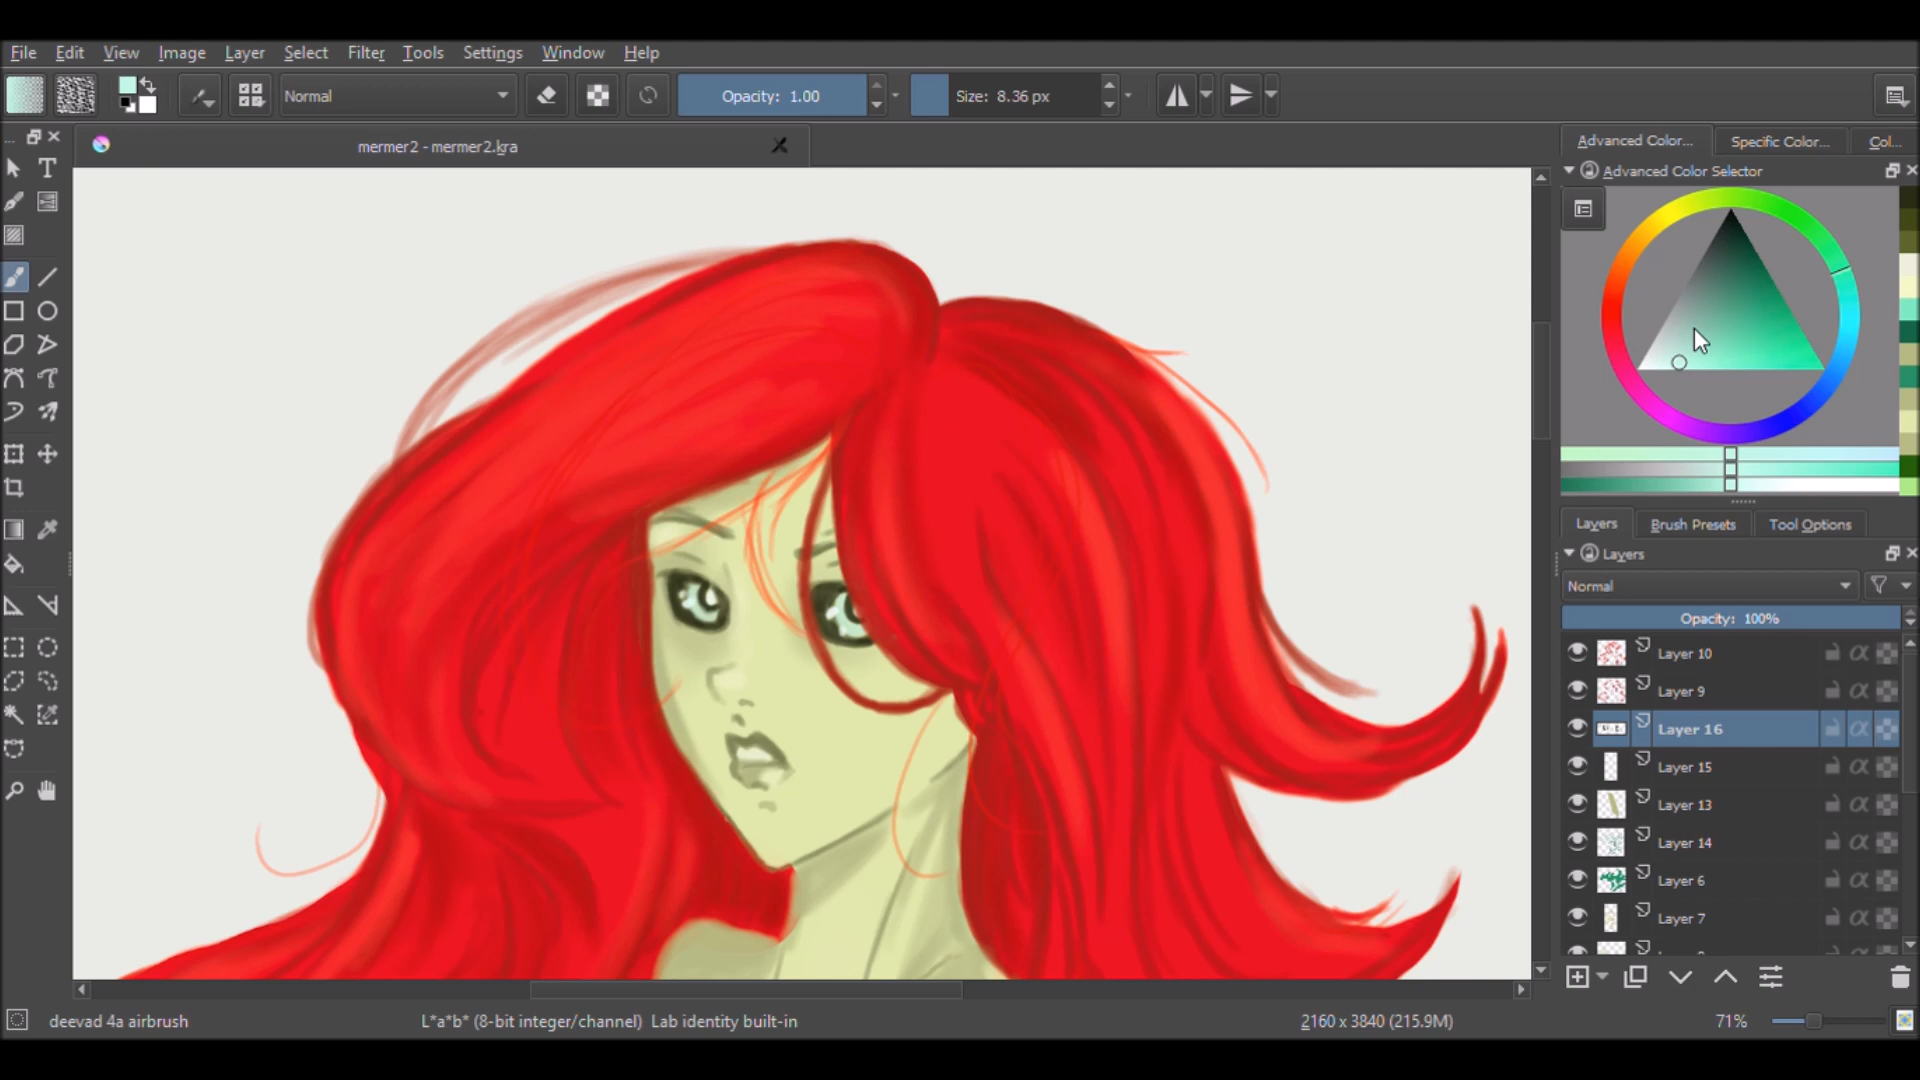 File Edit View Image Layer Select Filter Tools Settings Window Help
Normal Opacity: 1.00 Size: 8.36 px
mermer2 - mermer2.kra
Advanced Color... Specific Color... Col...
Advanced Color Selector
Layers Brush Presets Tool Options
Layers
Normal
Opacity: 100%
Layer 10
Layer 9
Layer 16
Layer 15
Layer 13
Layer 14
Layer 6
Layer 7
deevad 4a airbrush L*a*b* (8-bit integer/channel) Lab identity built-in 2160 x 3840 (215.9M) 71%